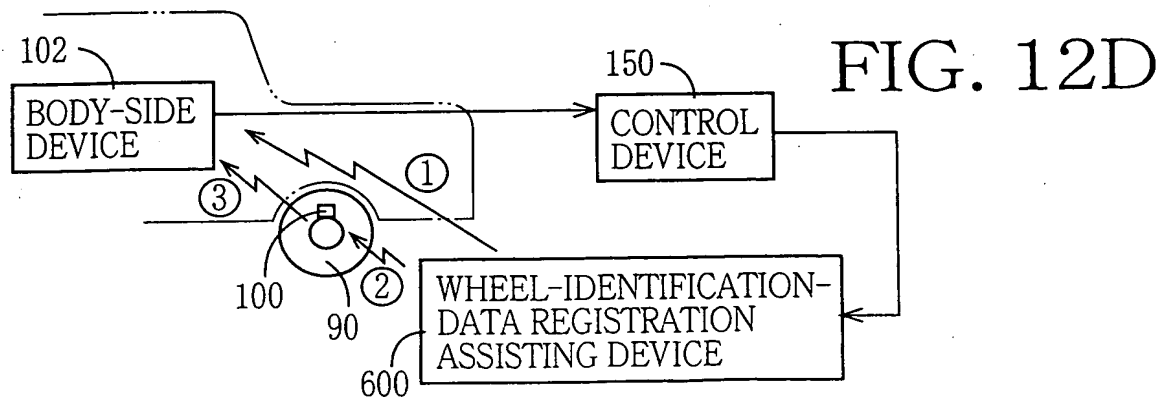 FIG. 12D
102
BODY-SIDE
DEVICE
150
CONTROL
DEVICE
①
③
②
100
90
WHEEL-IDENTIFICATION-
DATA REGISTRATION
ASSISTING DEVICE
600